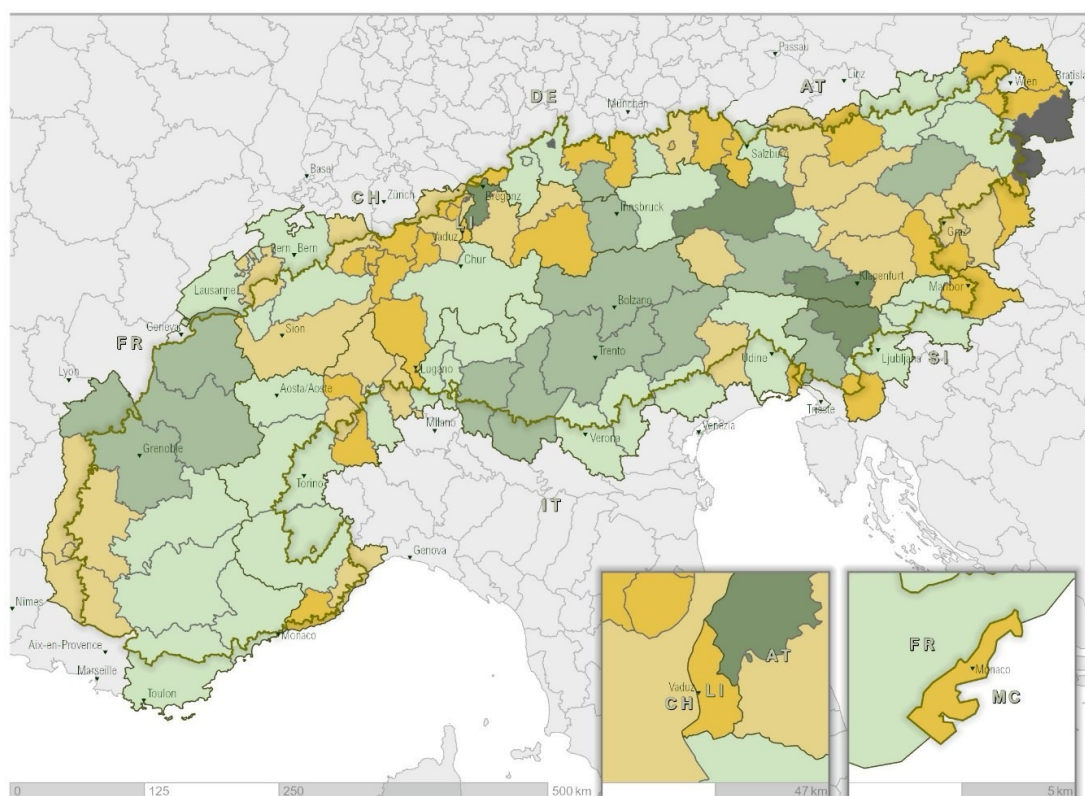 Passau
Linz
AT
Wien
Bratisla
DE
München
Salzburg
Basel
CH
Zürich
Bregenz
Innsbruck
LI
Vaduz
Graz
Bern_Bern
Chur
Klagenfurt
Maribor
Lausanne
Bolzano
Genève
Sion
FR
Trento
Udine
Ljubljana
SI
Lyon
Lugano
Aosta/Aoste
Trieste
Milano
Verona
Venezia
Grenoble
Torino
IT
Genova
Nimes
Monaco
Aix-en-Provence
Marseille
Toulon
AT
Vaduz
LI
CH
FR
Monaco
MC
0 125 250 500 km
47 km
5 km